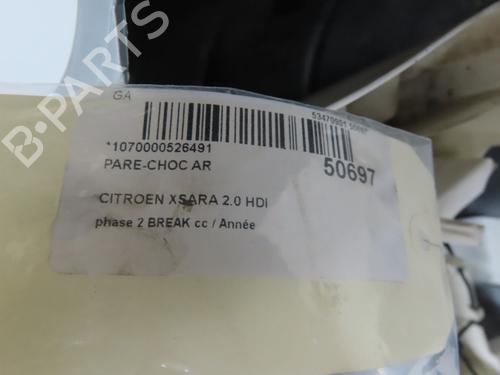 GA
*1070000526491
PARE-CHOC AR
50697
CITROEN XSARA 2.0 HDI
phase 2 BREAK cc / Année
B-PARTS